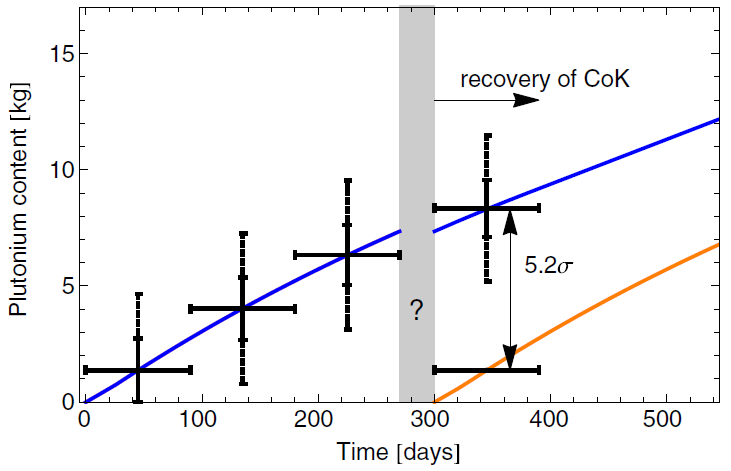 Plutonium content [kg]
15
10
5
0
recovery of CoK
5.2σ
?
0
100
200
300
400
500
Time [days]